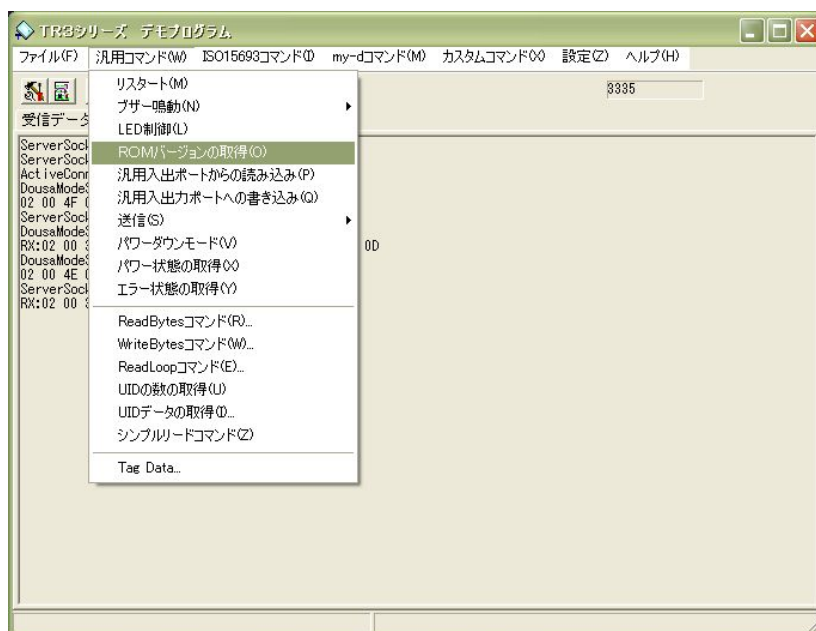 TR3シリーズ デモプログラム
ファイル(F) 汎用コマンド(W) ISO15693コマンド(I) my-dコマンド(M) カスタムコマンド(X) 設定(Z) ヘルプ(H)
3335
受信データ
リスタート(M)
ブザー鳴動(N)
LED制御(L)
ROMバージョンの取得(O)
汎用入出ポートからの読み込み(P)
汎用入出力ポートへの書き込み(Q)
送信(S)
パワーダウンモード(V)
パワー状態の取得(X)
エラー状態の取得(Y)
ReadBytesコマンド(R)...
WriteBytesコマンド(W)...
ReadLoopコマンド(E)...
UIDの数の取得(U)
UIDデータの取得(I)...
シンプルリードコマンド(Z)
Tag Data...
ServerSock
ServerSock
ActiveConn
DousaModeS
02 00 4F
ServerSock
DousaModeS
RX:02 00 3 0D
DousaModeS
02 00 4E
ServerSock
RX:02 00 3